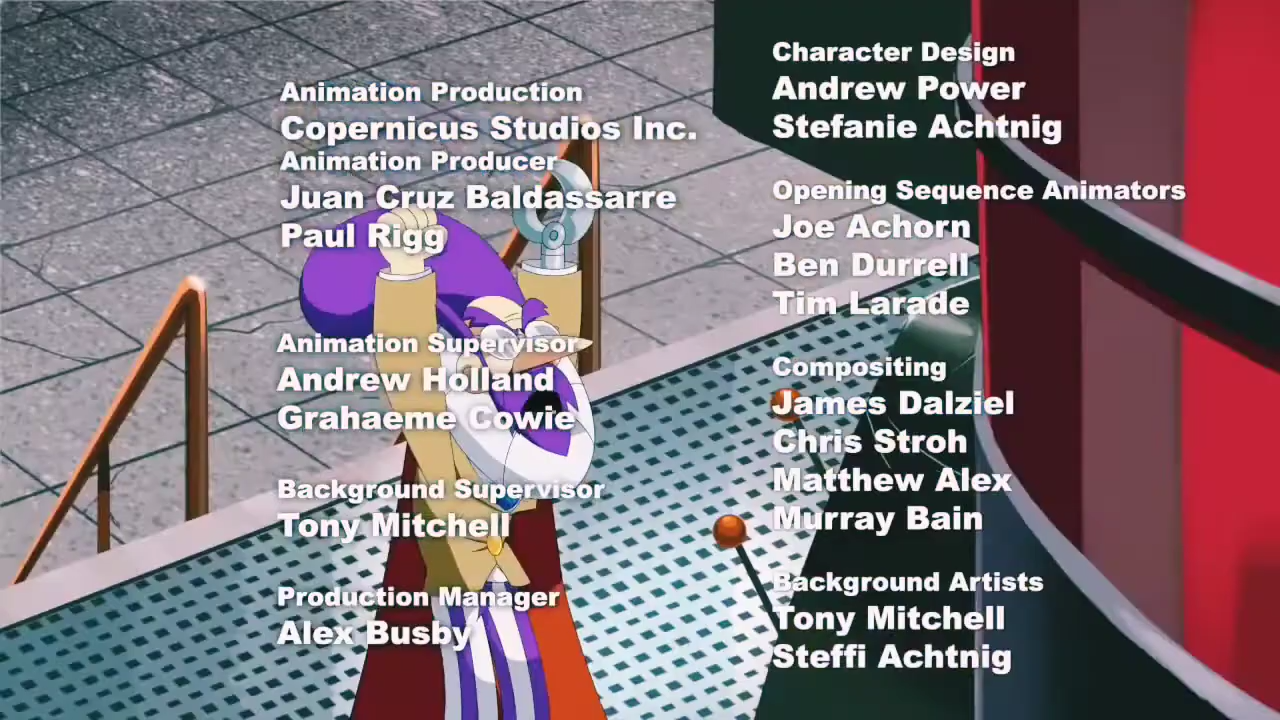 Animation Production
Copernicus Studios Inc.
Animation Producer
Juan Cruz Baldassarre
Paul Rigg
Animation Supervisor
Andrew Holland
Grahaeme Cowie
Background Supervisor
Tony Mitchell
Production Manager
Alex Busby
Character Design
Andrew Power
Stefanie Achtnig
Opening Sequence Animators
Joe Achorn
Ben Durrell
Tim Larade
Compositing
James Dalziel
Chris Stroh
Matthew Alex
Murray Bain
Background Artists
Tony Mitchell
Steffi Achtnig